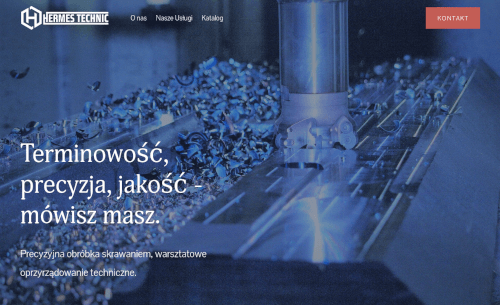 HERMES TECHNIC
O nas Nasze Usługi Katalog
KONTAKT
Terminowość,
precyzja, jakość -
mówisz masz.
Precyzyjna obróbka skrawaniem, warsztatowe
oprzyrządowanie techniczne.